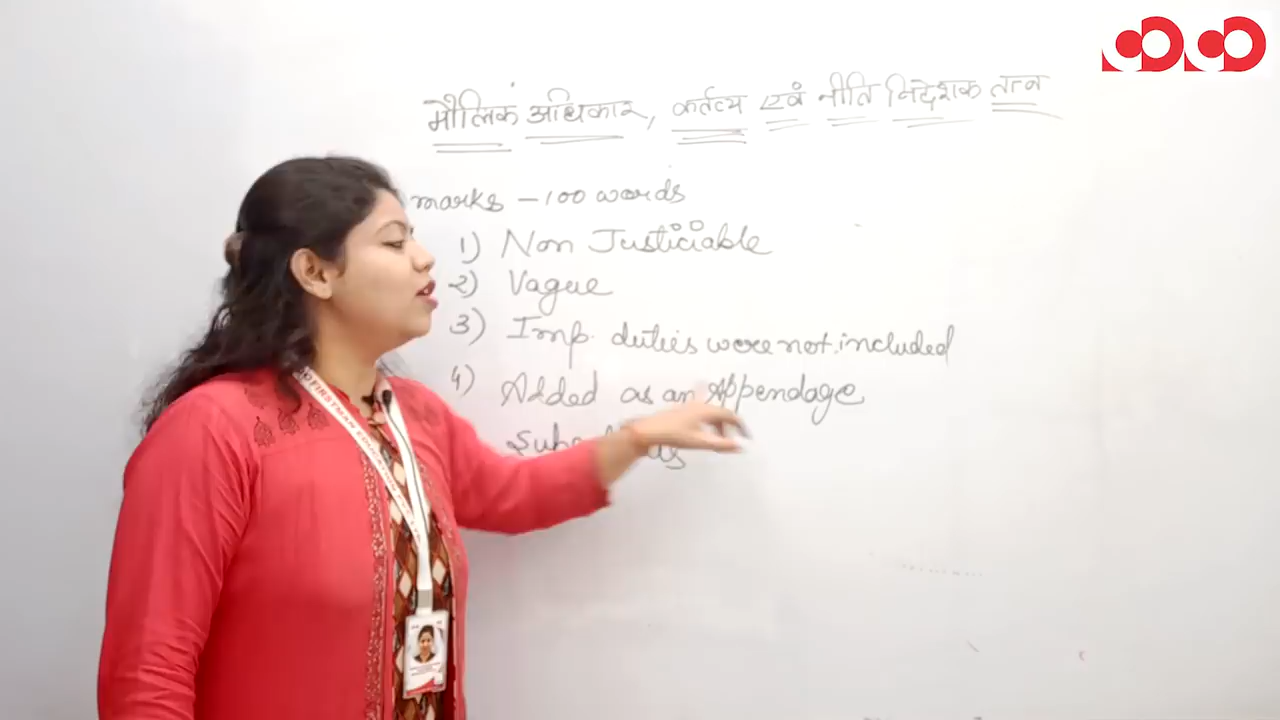 मौलिक अधिकार, कर्तव्य एवं नीति निदेशक तत्व
marks – 100 words
1) Non Justiciable
2) Vague
3) Imp. duties were not included
4) Added as an Appendage
FIRSTMAN